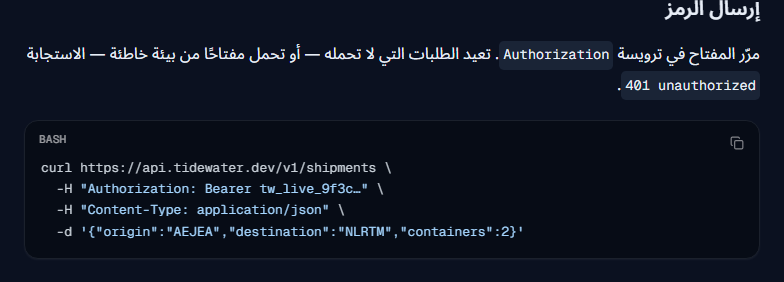 إرسال الرمز
مرّر المفتاح في ترويسة Authorization. تعيد الطلبات التي لا تحمله — أو تحمل مفتاحًا من بيئة خاطئة — الاستجابة
401 unauthorized.
BASH
curl https://api.tidewater.dev/v1/shipments \
  -H "Authorization: Bearer tw_live_9f3c…" \
  -H "Content-Type: application/json" \
  -d '{"origin":"AEJEA","destination":"NLRTM","containers":2}'